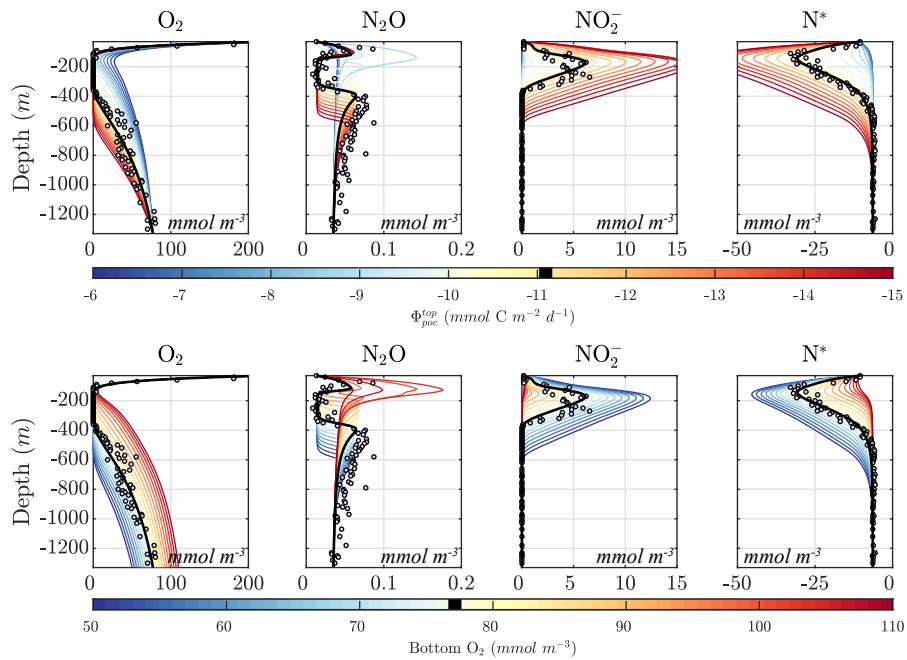 O₂ N₂O NO₂⁻ N*
Depth (m)
-200
-400
-600
-800
-1000
-1200
mmol m⁻³ mmol m⁻³ mmol m⁻³ mmol m⁻³
0 100 200 0 0.1 0.2 0 5 10 15 -50 -25 0
-6 -7 -8 -9 -10 -11 -12 -13 -14 -15
Φ_poc^top (mmol C m⁻² d⁻¹)
O₂ N₂O NO₂⁻ N*
Depth (m)
-200
-400
-600
-800
-1000
-1200
mmol m⁻³ mmol m⁻³ mmol m⁻³ mmol m⁻³
0 100 200 0 0.1 0.2 0 5 10 15 -50 -25 0
50 60 70 80 90 100 110
Bottom O₂ (mmol m⁻³)